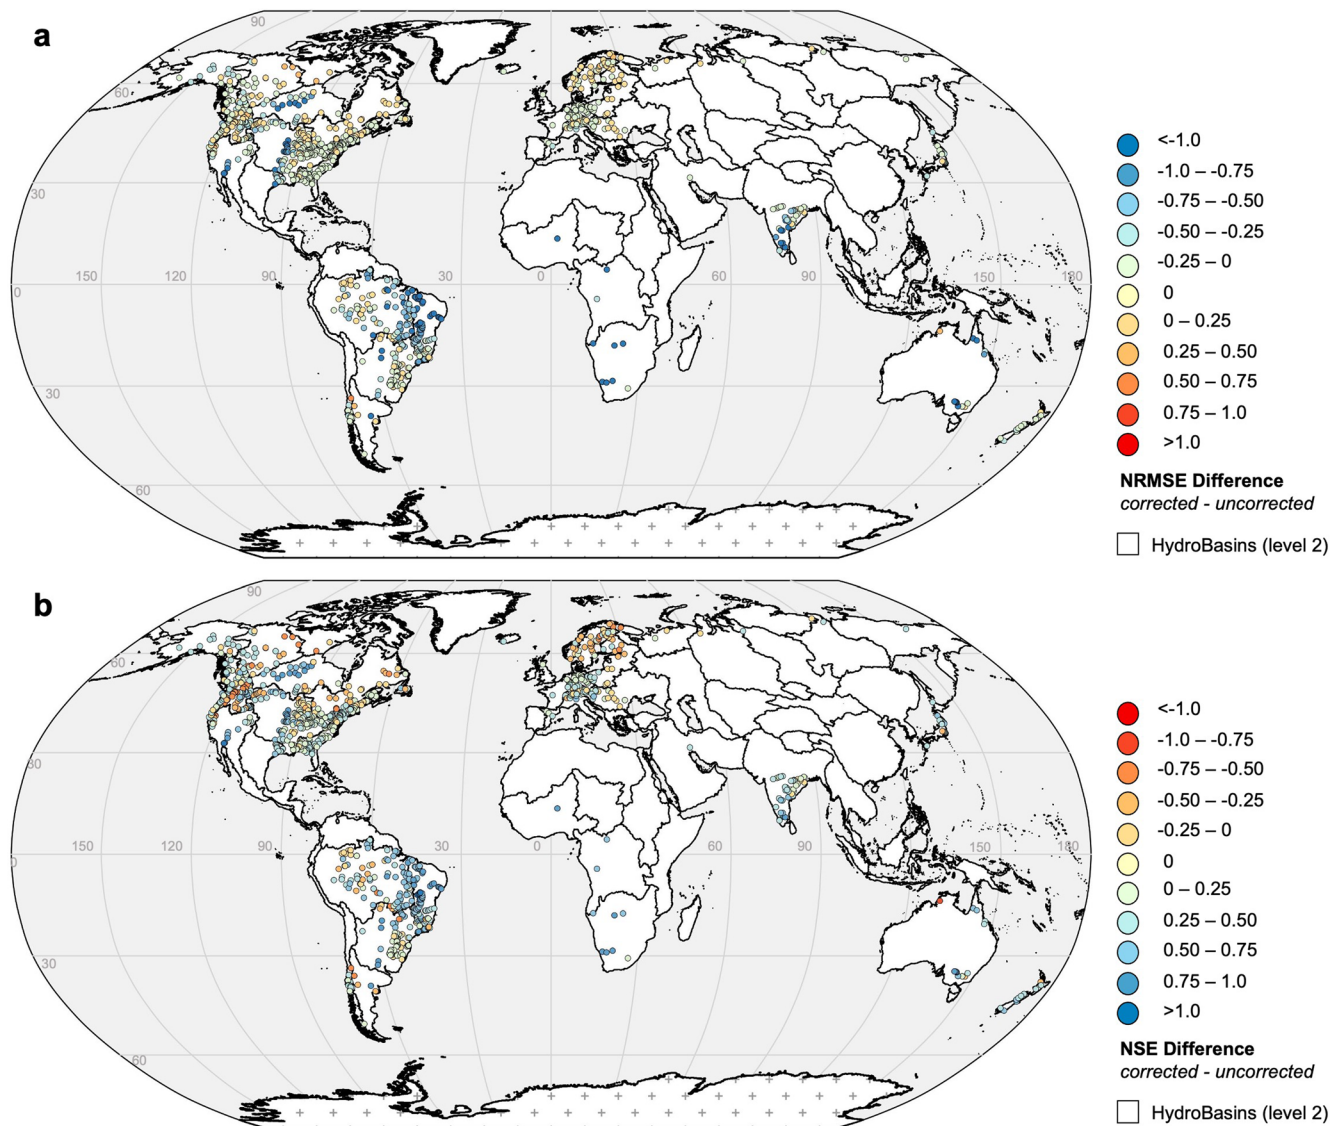 a
90
60
30
0
150
120
90
30
0
60
90
150
180
30
60
<-1.0
-1.0 – -0.75
-0.75 – -0.50
-0.50 – -0.25
-0.25 – 0
0
0 – 0.25
0.25 – 0.50
0.50 – 0.75
0.75 – 1.0
>1.0
NRMSE Difference
corrected - uncorrected
HydroBasins (level 2)
b
90
60
30
0
150
120
90
30
0
60
90
150
180
30
60
<-1.0
-1.0 – -0.75
-0.75 – -0.50
-0.50 – -0.25
-0.25 – 0
0
0 – 0.25
0.25 – 0.50
0.50 – 0.75
0.75 – 1.0
>1.0
NSE Difference
corrected - uncorrected
HydroBasins (level 2)